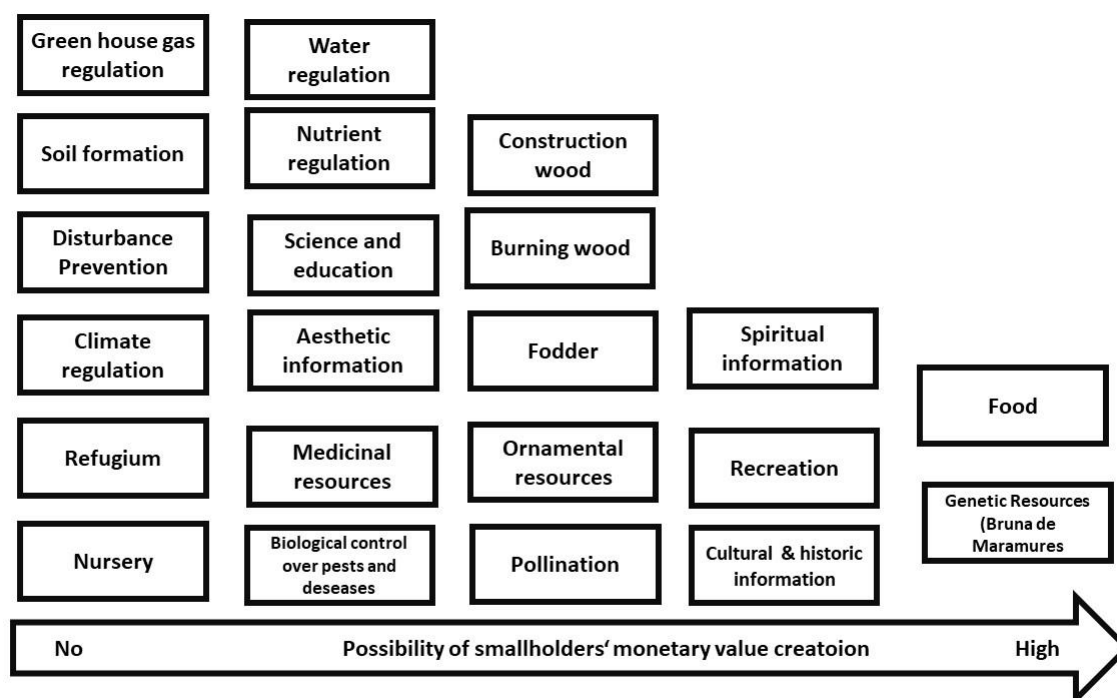 Green house gas
regulation
Water
regulation
Soil formation
Nutrient
regulation
Construction
wood
Disturbance
Prevention
Science and
education
Burning wood
Climate
regulation
Aesthetic
information
Fodder
Spiritual
information
Food
Refugium
Medicinal
resources
Ornamental
resources
Recreation
Genetic Resources
(Bruna de
Maramures
Nursery
Biological control
over pests and
deseases
Pollination
Cultural & historic
information
No
Possibility of smallholders‘ monetary value creatoion
High